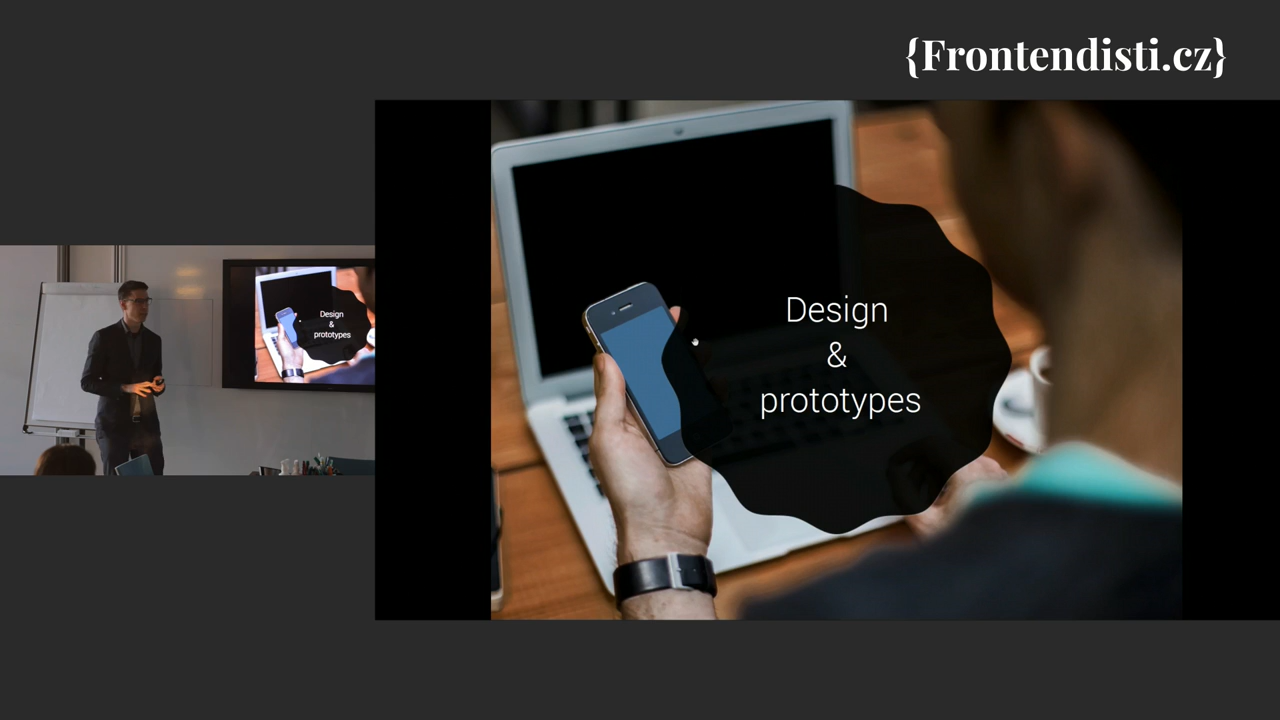 {Frontendisti.cz}
Design
&
prototypes
Design
&
prototypes